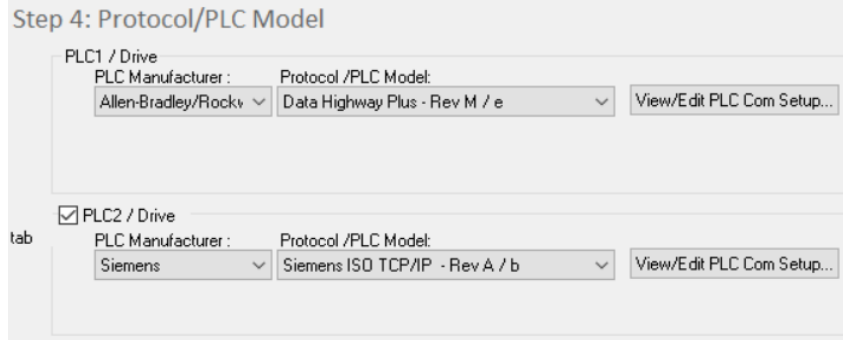 Step 4: Protocol/PLC Model
PLC1 / Drive
PLC Manufacturer :
Protocol /PLC Model:
Allen-Bradley/Rockw
Data Highway Plus - Rev M / e
View/Edit PLC Com Setup...
PLC2 / Drive
tab
PLC Manufacturer :
Protocol /PLC Model:
Siemens
Siemens ISO TCP/IP - Rev A / b
View/Edit PLC Com Setup...